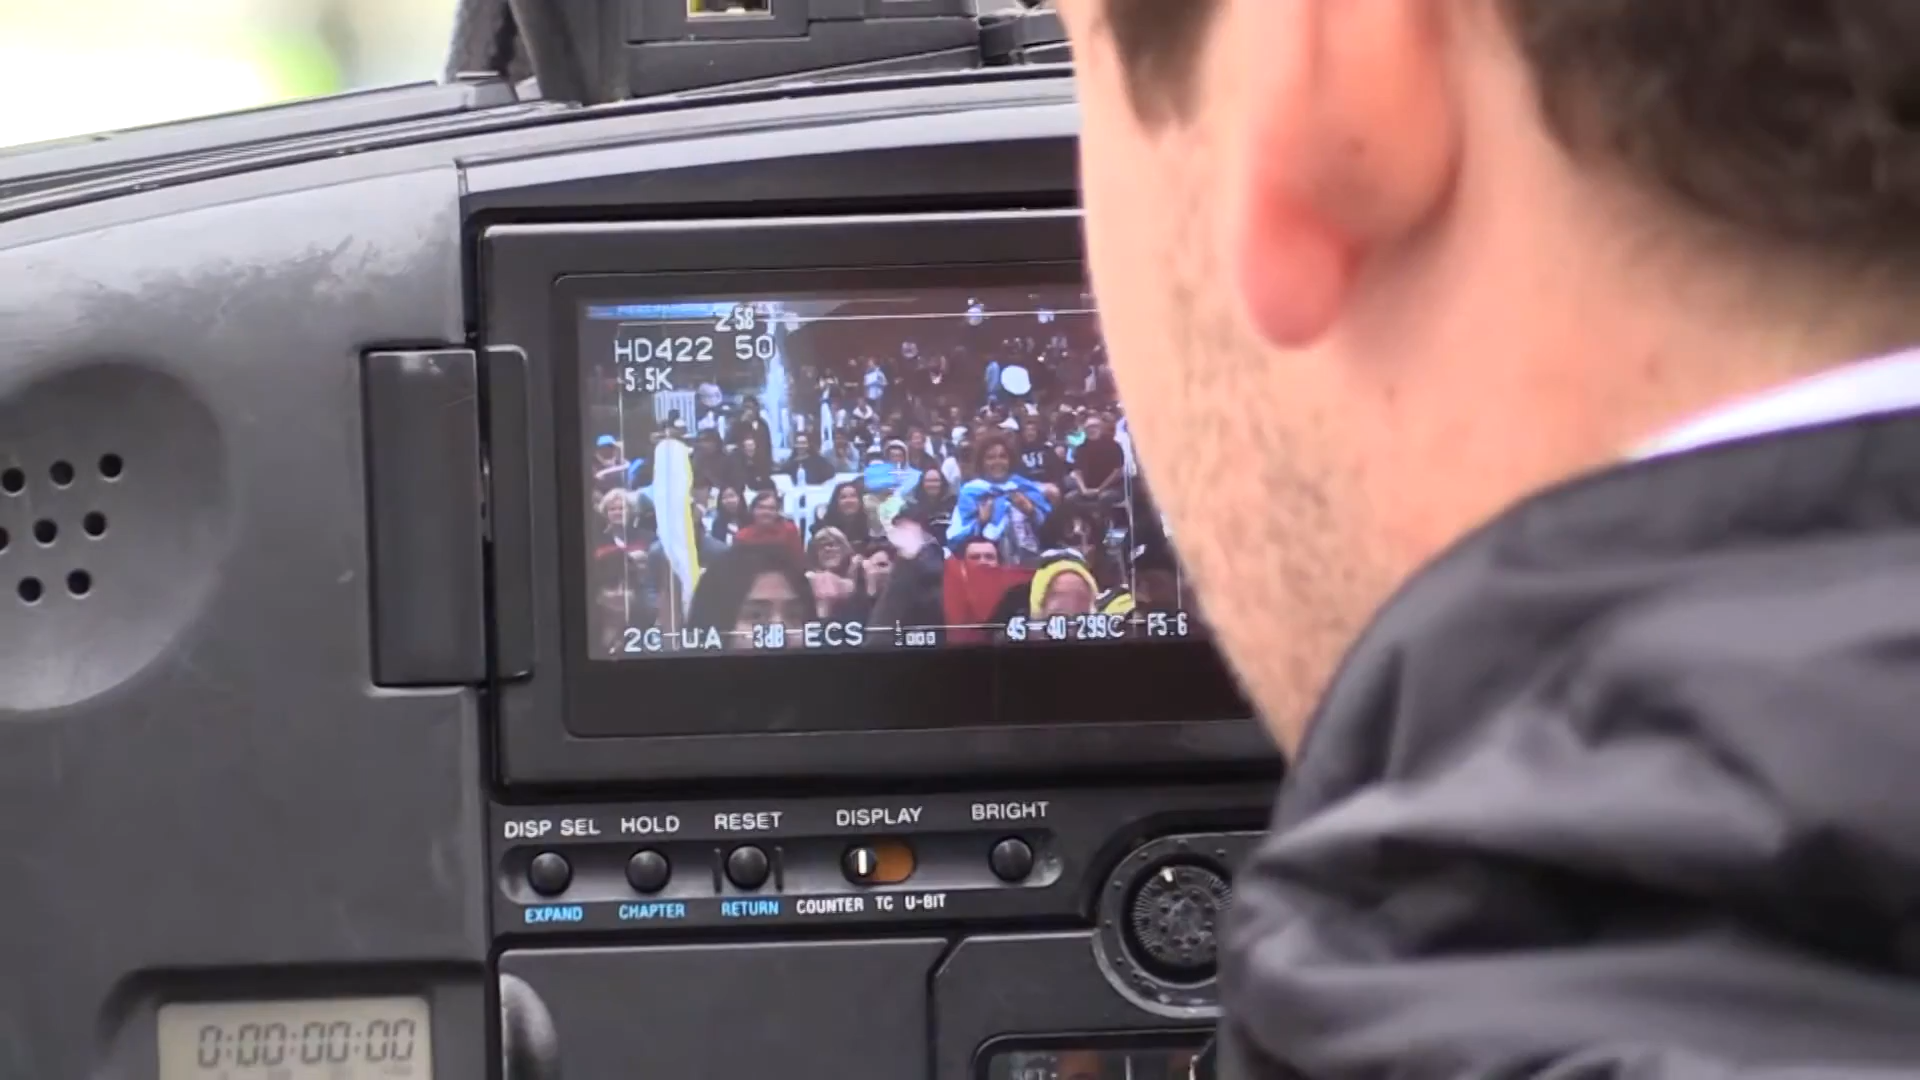 Z58
HD422 50
5.5K
2C UA 3dB ECS 45-40 299C F5.6
DISP SEL HOLD RESET DISPLAY BRIGHT
EXPAND CHAPTER RETURN COUNTER TC U-BIT
0:00:00:00